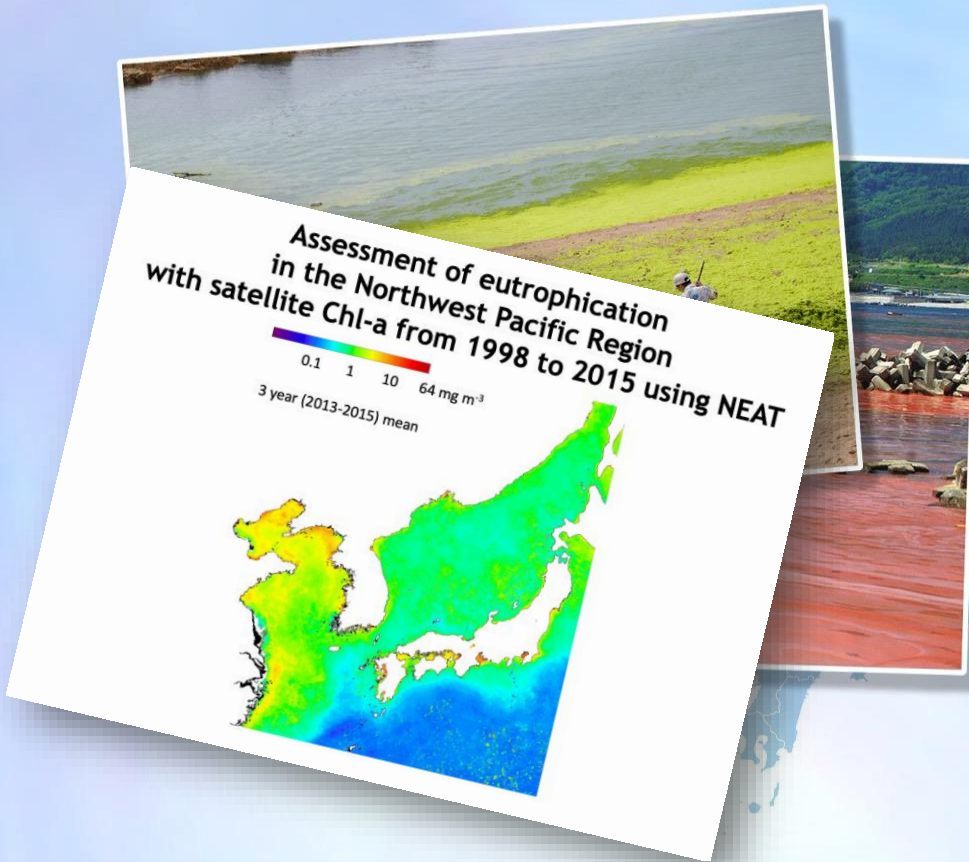 Assessment of eutrophication
in the Northwest Pacific Region
with satellite Chl-a from 1998 to 2015 using NEAT
0.1 1 10 64 mg m⁻³
3 year (2013-2015) mean